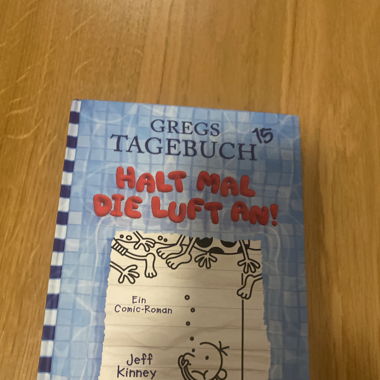 GREGS
TAGEBUCH 15
HALT MAL
DIE LUFT AN!
Ein
Comic-Roman
Jeff
Kinney